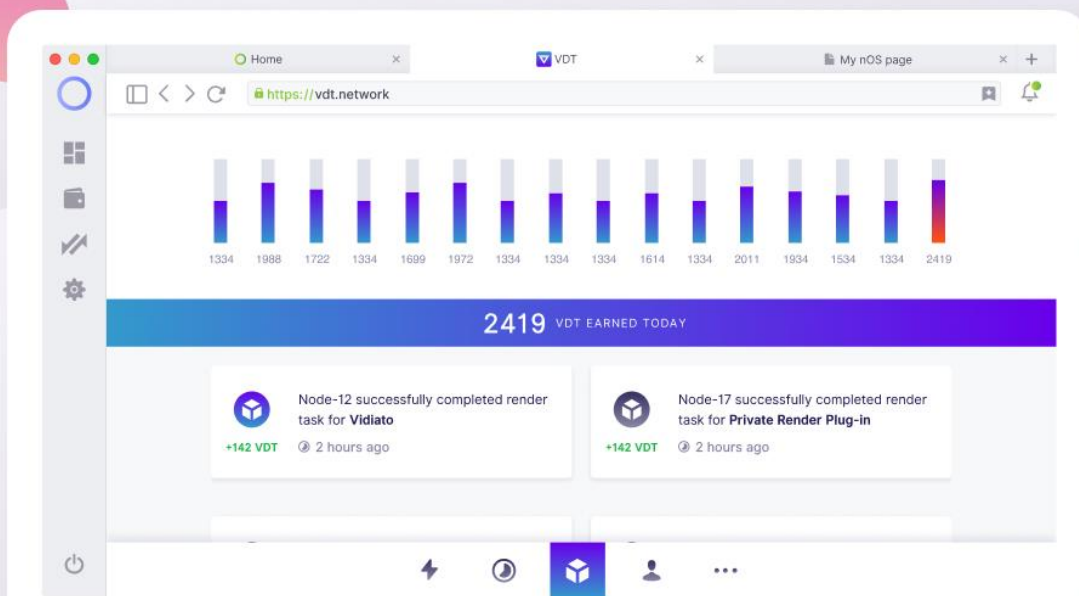 Home
VDT
My nOS page
https://vdt.network
1334 1988 1722 1334 1699 1972 1334 1334 1334 1614 1334 2011 1934 1534 1334 2419
2419 VDT EARNED TODAY
Node-12 successfully completed render
task for Vidiato
+142 VDT 2 hours ago
Node-17 successfully completed render
task for Private Render Plug-in
+142 VDT 2 hours ago